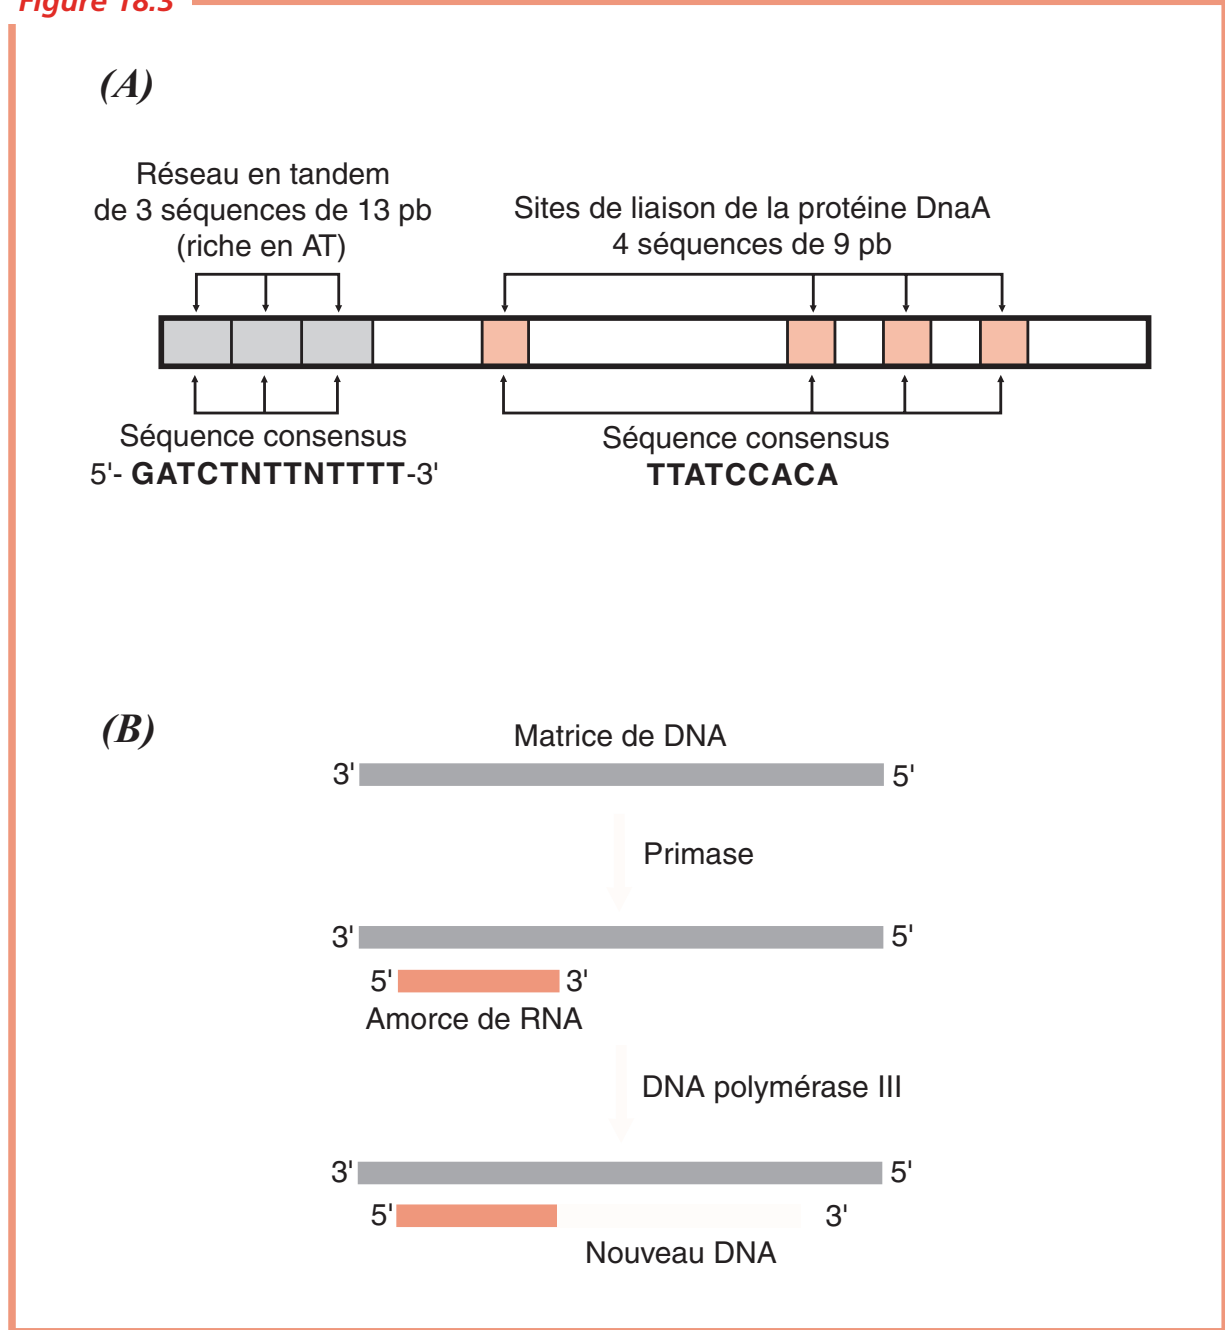 Figure 18.3
(A)
Réseau en tandem
de 3 séquences de 13 pb
(riche en AT)
Sites de liaison de la protéine DnaA
4 séquences de 9 pb
Séquence consensus
5'- GATCTNTTNTTTT-3'
Séquence consensus
TTATCCACA
(B)
Matrice de DNA
3' 5'
Primase
3' 5'
5' 3'
Amorce de RNA
DNA polymérase III
3' 5'
5' 3'
Nouveau DNA